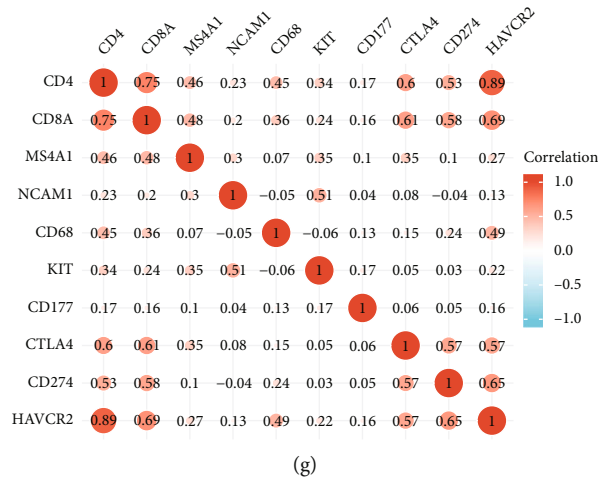 CD4 CD8A MS4A1 NCAM1 CD68 KIT CD177 CTLA4 CD274 HAVCR2
CD4 1 0.75 0.46 0.23 0.45 0.34 0.17 0.6 0.53 0.89
CD8A 0.75 1 0.48 0.2 0.36 0.24 0.16 0.61 0.58 0.69
MS4A1 0.46 0.48 1 0.3 0.07 0.35 0.1 0.35 0.1 0.27
NCAM1 0.23 0.2 0.3 1 −0.05 0.51 0.04 0.08 −0.04 0.13
CD68 0.45 0.36 0.07 −0.05 1 −0.06 0.13 0.15 0.24 0.49
KIT 0.34 0.24 0.35 0.51 −0.06 1 0.17 0.05 0.03 0.22
CD177 0.17 0.16 0.1 0.04 0.13 0.17 1 0.06 0.05 0.16
CTLA4 0.6 0.61 0.35 0.08 0.15 0.05 0.06 1 0.57 0.57
CD274 0.53 0.58 0.1 −0.04 0.24 0.03 0.05 0.57 1 0.65
HAVCR2 0.89 0.69 0.27 0.13 0.49 0.22 0.16 0.57 0.65 1
Correlation
1.0
0.5
0.0
−0.5
−1.0
(g)